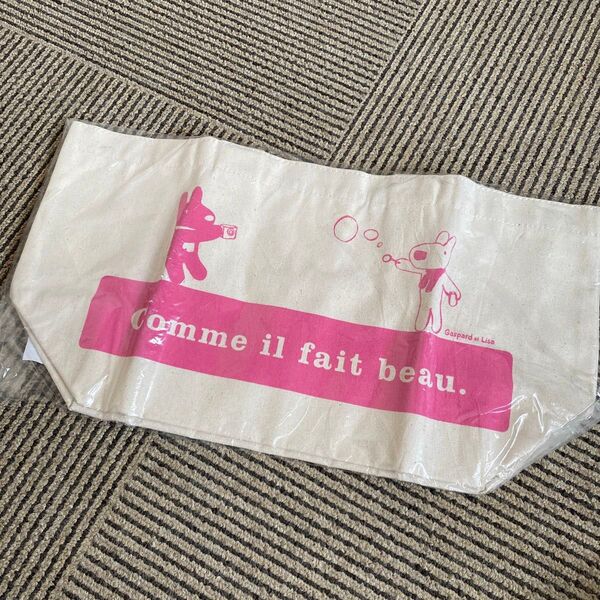 Gaspard et Lisa
Comme il fait beau.